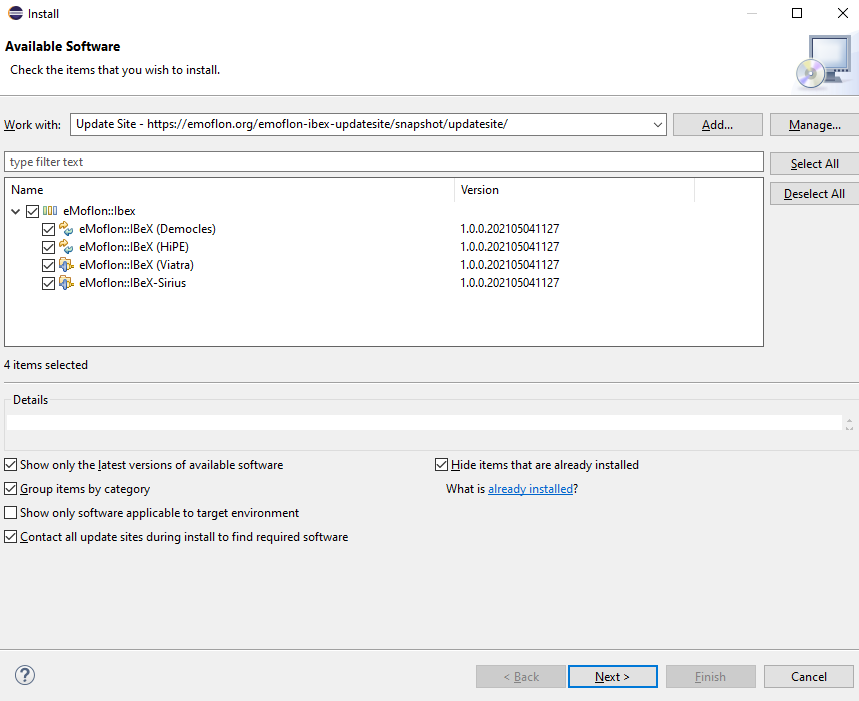 Install
Available Software
Check the items that you wish to install.
Work with: Update Site - https://emoflon.org/emoflon-ibex-updatesite/snapshot/updatesite/ Add... Manage...
type filter text Select All
Name Version Deselect All
eMoflon::Ibex
eMoflon::IBeX (Democles) 1.0.0.202105041127
eMoflon::IBeX (HiPE) 1.0.0.202105041127
eMoflon::IBeX (Viatra) 1.0.0.202105041127
eMoflon::IBeX-Sirius 1.0.0.202105041127
4 items selected
Details
Show only the latest versions of available software Hide items that are already installed
Group items by category What is already installed?
Show only software applicable to target environment
Contact all update sites during install to find required software
? < Back Next > Finish Cancel